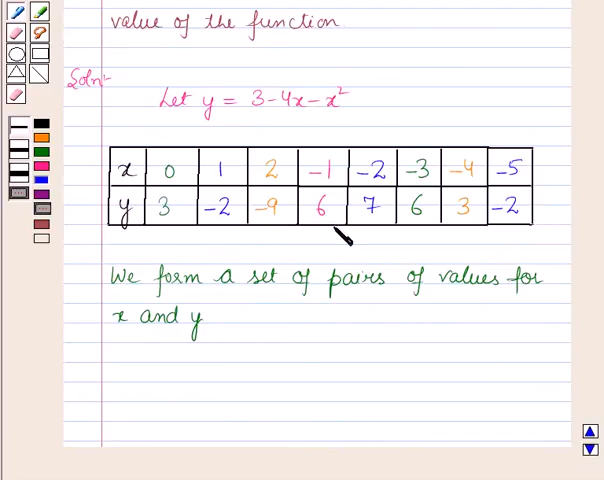 value of the function.
Soln:
Let y = 3-4x-x²
x 0 1 2 -1 -2 -3 -4 -5
y 3 -2 -9 6 7 6 3 -2
We form a set of pairs of values for
x and y